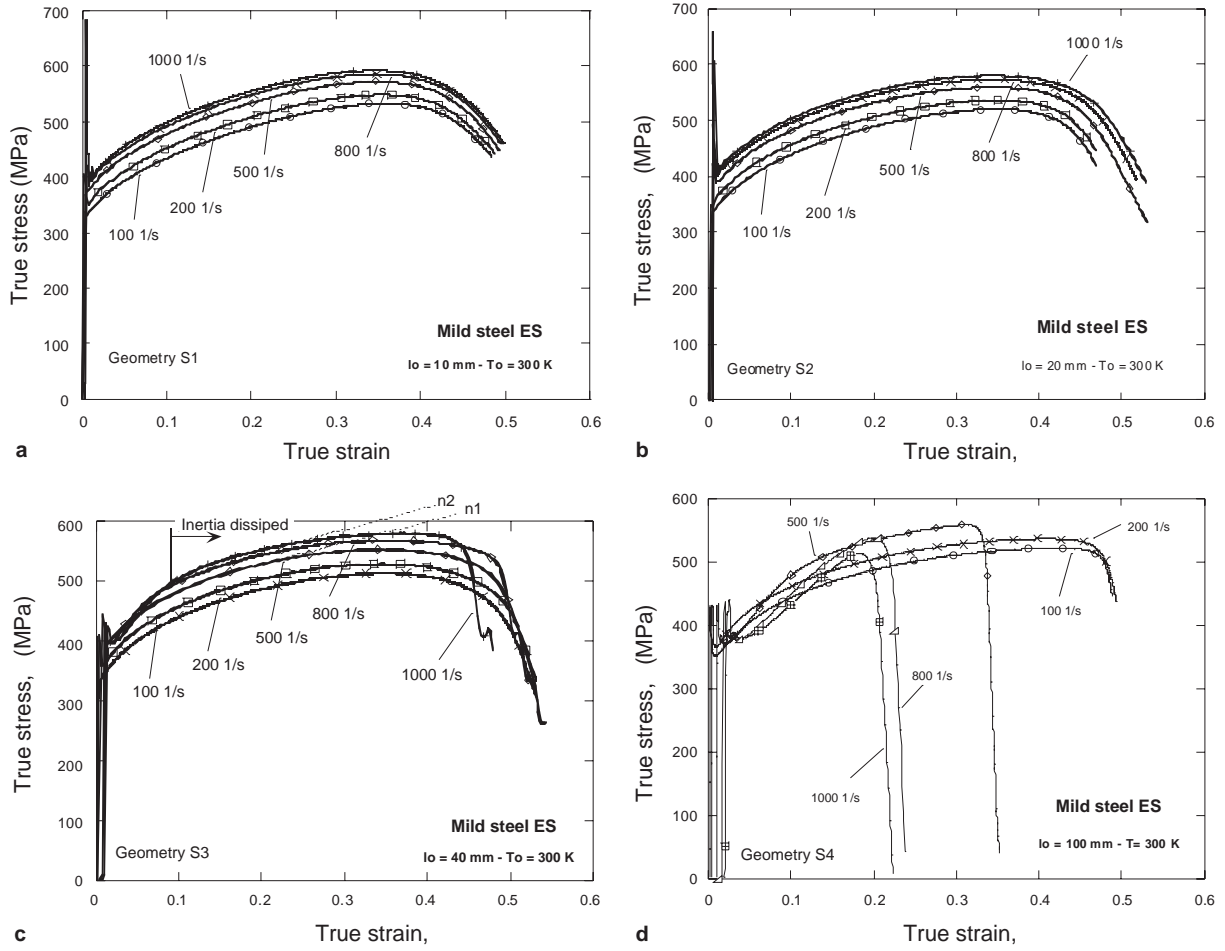 700
600
500
400
300
200
100
0
True stress (MPa)
1000 1/s
800 1/s
500 1/s
200 1/s
100 1/s
Mild steel ES
Geometry S1
lo = 10 mm - To = 300 K
0 0.1 0.2 0.3 0.4 0.5 0.6
a
True strain
700
600
500
400
300
200
100
0
True stress, (MPa)
1000 1/s
800 1/s
500 1/s
200 1/s
100 1/s
Mild steel ES
Geometry S2
lo = 20 mm - To = 300 K
0 0.1 0.2 0.3 0.4 0.5 0.6
b
True strain,
600
500
400
300
200
100
0
True stress, (MPa)
n2
n1
Inertia dissiped
800 1/s
500 1/s
200 1/s
100 1/s
1000 1/s
Mild steel ES
Geometry S3
lo = 40 mm - To = 300 K
0 0.1 0.2 0.3 0.4 0.5 0.6
c
True strain,
600
500
400
300
200
100
0
True stress, (MPa)
500 1/s
200 1/s
100 1/s
800 1/s
1000 1/s
Mild steel ES
Geometry S4
lo = 100 mm - T= 300 K
0 0.1 0.2 0.3 0.4 0.5 0.6
d
True strain,